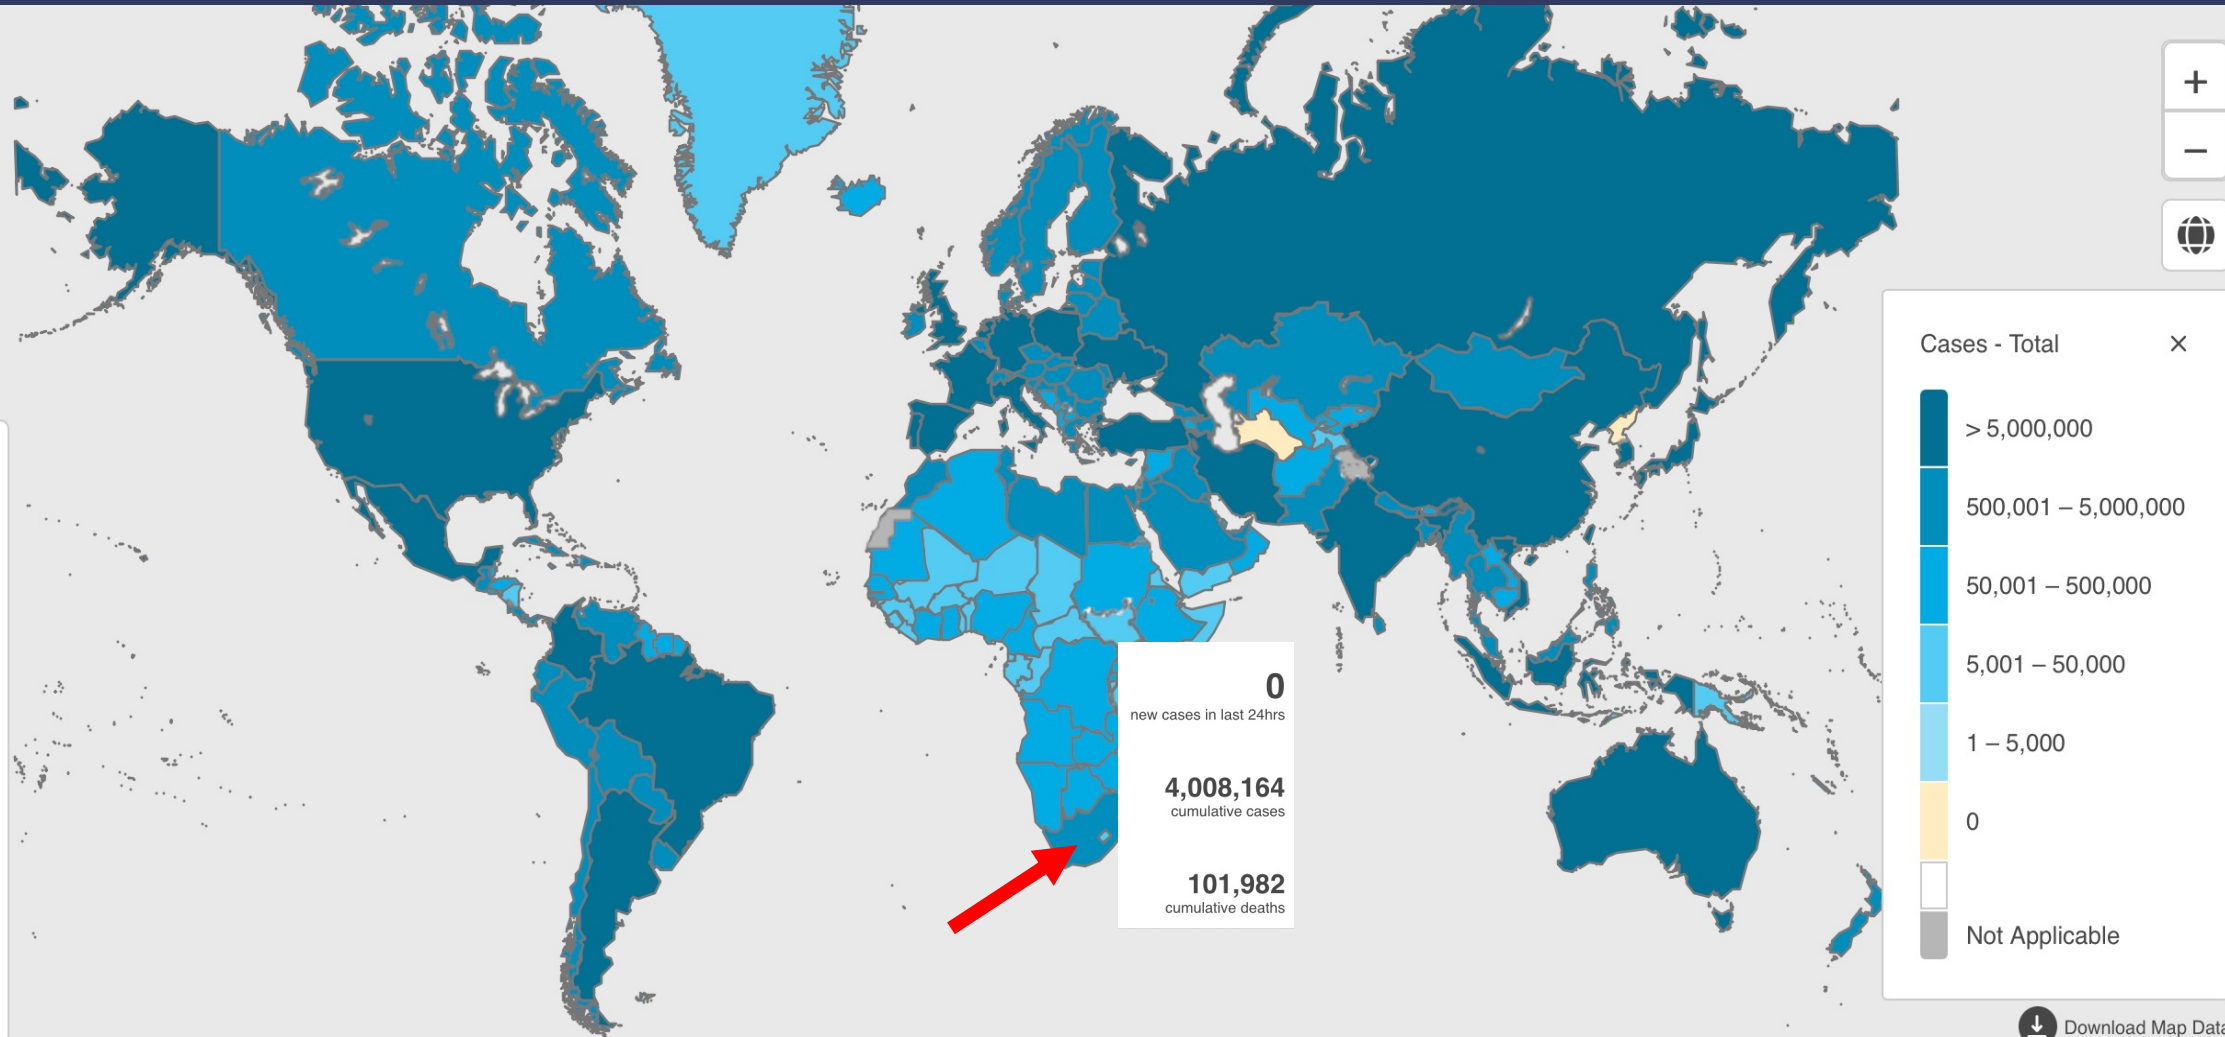 +
−
Cases - Total ×
> 5,000,000
500,001 – 5,000,000
50,001 – 500,000
5,001 – 50,000
1 – 5,000
0
Not Applicable
0
new cases in last 24hrs
4,008,164
cumulative cases
101,982
cumulative deaths
Download Map Data